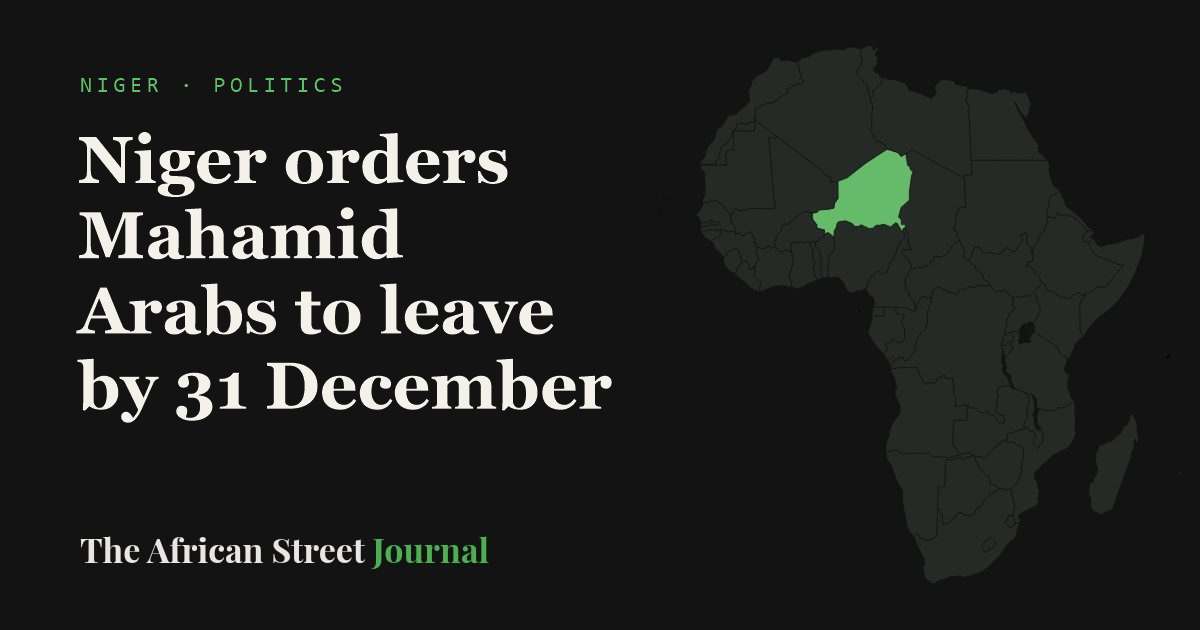 NIGER · POLITICS
Niger orders
Mahamid
Arabs to leave
by 31 December
The African Street Journal